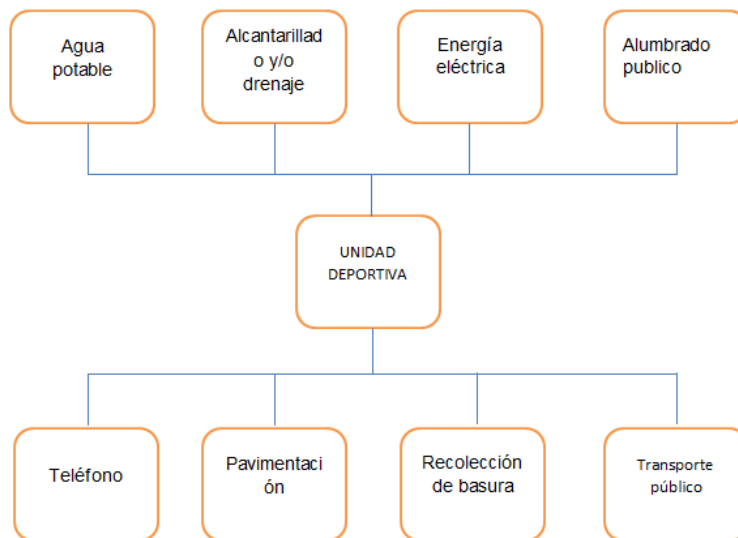 Agua
potable
Alcantarillad
o y/o
drenaje
Energía
eléctrica
Alumbrado
publico
UNIDAD
DEPORTIVA
Teléfono
Pavimentaci
ón
Recolección
de basura
Transporte
público